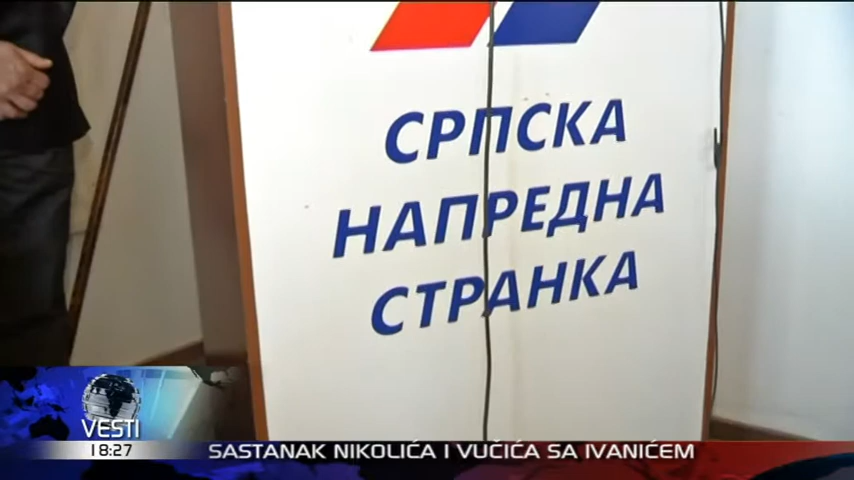 СРПСКА
НАПРЕДНА
СТРАНКА
VESTI
18:27
SASTANAK NIKOLIĆA I VUČIĆA SA IVANIĆEM